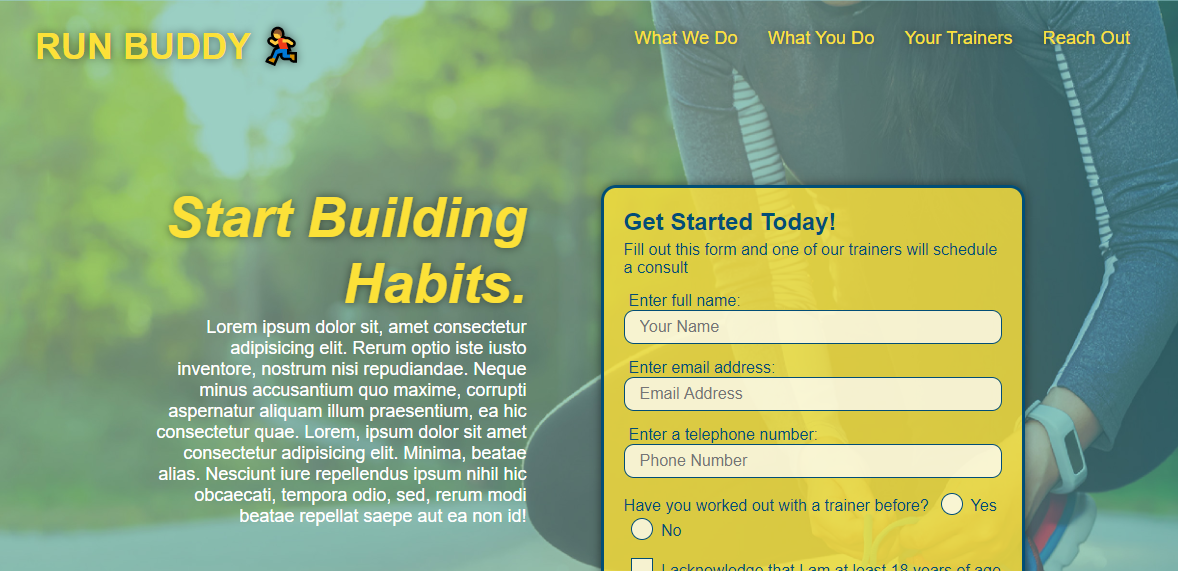 RUN BUDDY
What We Do
What You Do
Your Trainers
Reach Out
Start Building
Habits.
Lorem ipsum dolor sit, amet consectetur
adipisicing elit. Rerum optio iste iusto
inventore, nostrum nisi repudiandae. Neque
minus accusantium quo maxime, corrupti
aspernatur aliquam illum praesentium, ea hic
consectetur quae. Lorem, ipsum dolor sit amet
consectetur adipisicing elit. Minima, beatae
alias. Nesciunt iure repellendus ipsum nihil hic
obcaecati, tempora odio, sed, rerum modi
beatae repellat saepe aut ea non id!
Get Started Today!
Fill out this form and one of our trainers will schedule
a consult
Enter full name:
Your Name
Enter email address:
Email Address
Enter a telephone number:
Phone Number
Have you worked out with a trainer before? Yes
No
I acknowledge that I am at least 18 years of age